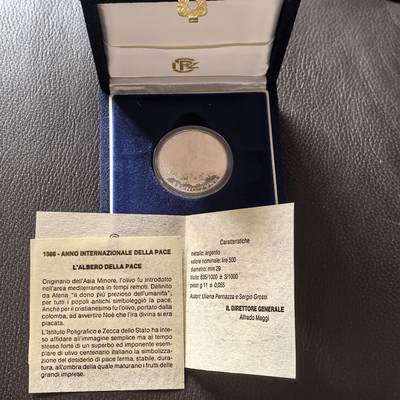 1986 - ANNO INTERNAZIONALE DELLA PACE
L'ALBERO DELLA PACE
Originario dell'Asia Minore, l'olivo fu introdotto
nell'area mediterranea in tempi remoti. Definito
da Atena "il dono più prezioso dell'umanità",
per tutti i popoli antichi simboleggiò la pace.
Anche per i cristiani fu l'olivo, portato dalla
colomba, ad avvertire Noè che l'ira divina si era
placata.
L'Istituto Poligrafico e Zecca dello Stato ha inte-
so affidare all'immagine semplice ma al tempo
stesso forte di un superbo ed imponente esem-
plare di olivo centenario italiano la simbolizza-
zione del desiderio di pace ferma, stabile, dura-
tura, all'ombra della quale maturano i frutti delle
grandi imprese.
Caratteristiche
metallo: argento
valore nominale: lire 500
diametro: mm 29
titolo: 835/1000 ± 3/1000
peso: g 11 ± 0,055
Autori: Uliana Pernazza e Sergio Grossi
IL DIRETTORE GENERALE
Alfredo Maggi